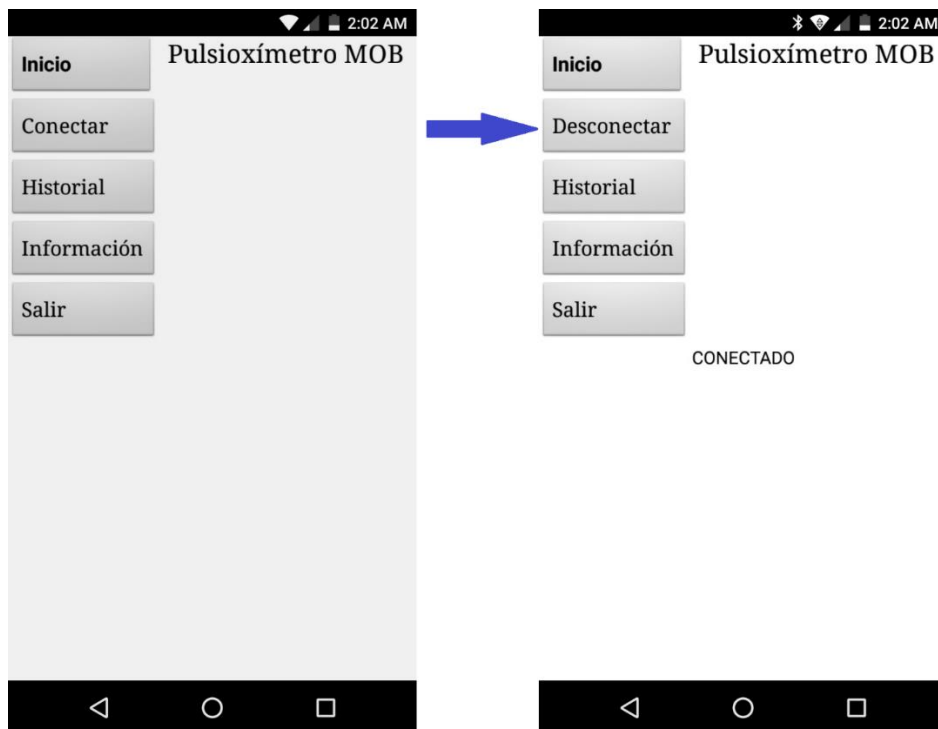 2:02 AM
Inicio
Pulsioxímetro MOB
Conectar
Historial
Información
Salir
2:02 AM
Inicio
Pulsioxímetro MOB
Desconectar
Historial
Información
Salir
CONECTADO